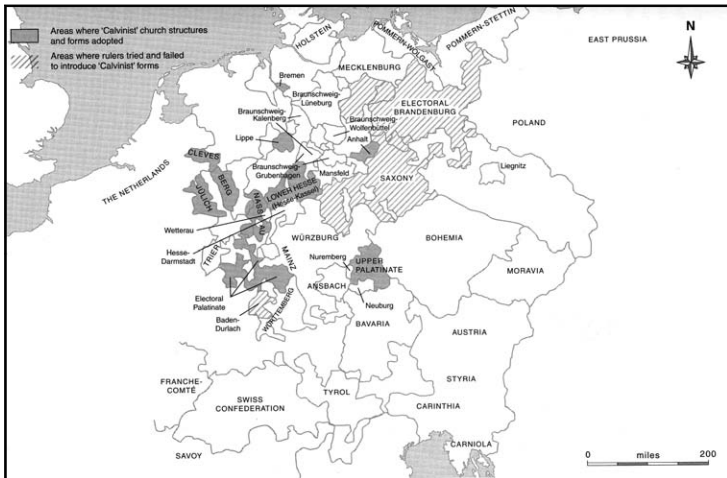 Areas where 'Calvinist' church structures
and forms adopted
Areas where rulers tried and failed
to introduce 'Calvinist' forms
N
HOLSTEIN
POMMERN-WOLGAST
POMMERN-STETTIN
EAST PRUSSIA
MECKLENBURG
Bremen
Braunschweig-
Lüneburg
ELECTORAL
BRANDENBURG
Braunschweig-
Kalenberg
Braunschweig-
Wolfenbüttel
POLAND
Lippe
Anhalt
CLEVES
Braunschweig-
Grubenhagen
Mansfeld
Liegnitz
THE NETHERLANDS
BERG
JÜLICH
LOWER HESSE
(Hesse-Kassel)
SAXONY
NASSAU
Wetterau
WÜRZBURG
BOHEMIA
Hesse-
Darmstadt
TRIER
MAINZ
Nuremberg
UPPER
PALATINATE
MORAVIA
ANSBACH
Electoral
Palatinate
Neuburg
WÜRTTEMBERG
Baden-
Durlach
BAVARIA
AUSTRIA
FRANCHE-
COMTÉ
SWISS
CONFEDERATION
TYROL
STYRIA
CARINTHIA
SAVOY
CARNIOLA
0 miles 200